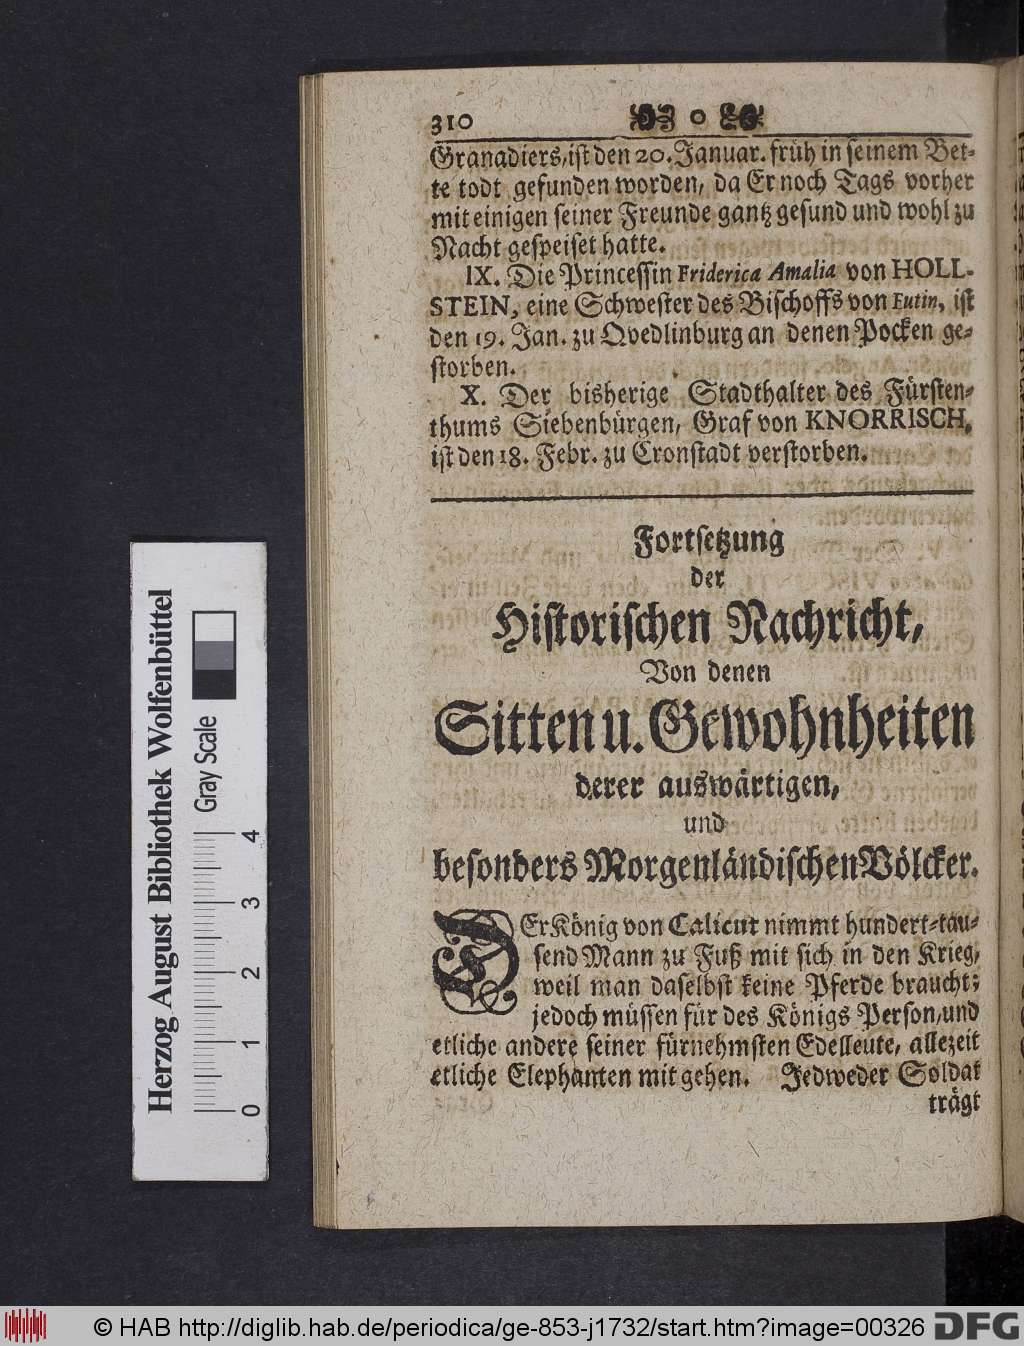 310 o
Granadiers, ist den 20. Januar. früh in seinem Bet-
te todt gefunden worden, da Er noch Tags vorher
mit einigen seiner Freunde gantz gesund und wohl zu
Nacht gespeiset hatte.
IX. Die Princessin Friderica Amalia von HOLL-
STEIN, eine Schwester des Bischoffs von Eutin, ist
den 19. Jan. zu Qvedlinburg an denen Pocken ge-
storben.
X. Der bisherige Stadthalter des Fürsten-
thums Siebenbürgen, Graf von KNORRISCH,
ist den 18. Febr. zu Cronstadt verstorben.
Fortsetzung
der
Historischen Nachricht,
Von denen
Sitten u. Gewohnheiten
derer auswärtigen,
und
besonders Morgenländischen Völcker.
DEr König von Calicut nimmt hundert-tau-
send Mann zu Fuß mit sich in den Krieg,
weil man daselbst keine Pferde braucht;
jedoch müssen für des Königs Person, und
etliche andere seiner fürnehmsten Edelleute, allezeit
etliche Elephanten mit gehen. Jedweder Soldat
trägt
Herzog August Bibliothek Wolfenbüttel
Gray Scale
0 1 2 3 4
© HAB http://diglib.hab.de/periodica/ge-853-j1732/start.htm?image=00326
DFG